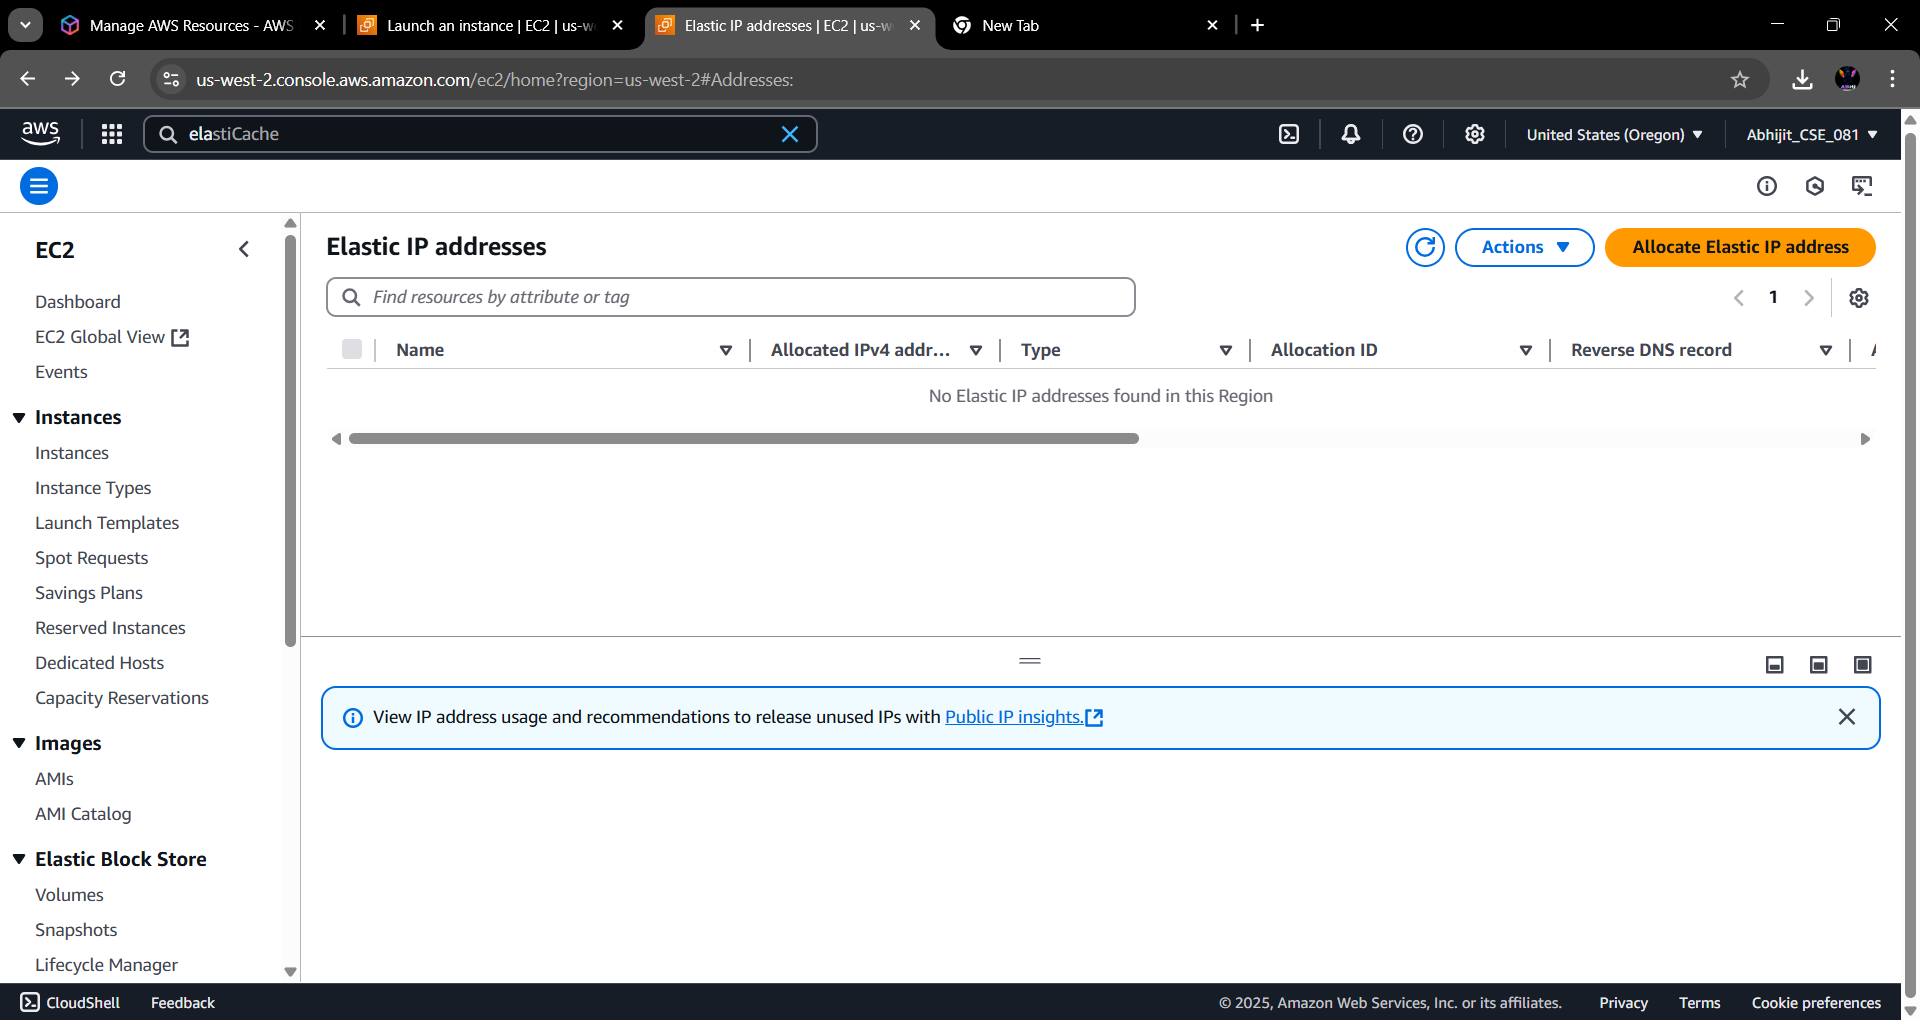 Manage AWS Resources - AWS
Launch an instance | EC2 | us-w
Elastic IP addresses | EC2 | us-w
New Tab
us-west-2.console.aws.amazon.com/ec2/home?region=us-west-2#Addresses:
aws
elastiCache
United States (Oregon)
Abhijit_CSE_081
EC2
Dashboard
EC2 Global View
Events
Instances
Instances
Instance Types
Launch Templates
Spot Requests
Savings Plans
Reserved Instances
Dedicated Hosts
Capacity Reservations
Images
AMIs
AMI Catalog
Elastic Block Store
Volumes
Snapshots
Lifecycle Manager
Elastic IP addresses
Actions
Allocate Elastic IP address
Find resources by attribute or tag
1
Name
Allocated IPv4 addr...
Type
Allocation ID
Reverse DNS record
No Elastic IP addresses found in this Region
View IP address usage and recommendations to release unused IPs with Public IP insights.
CloudShell
Feedback
© 2025, Amazon Web Services, Inc. or its affiliates.
Privacy
Terms
Cookie preferences